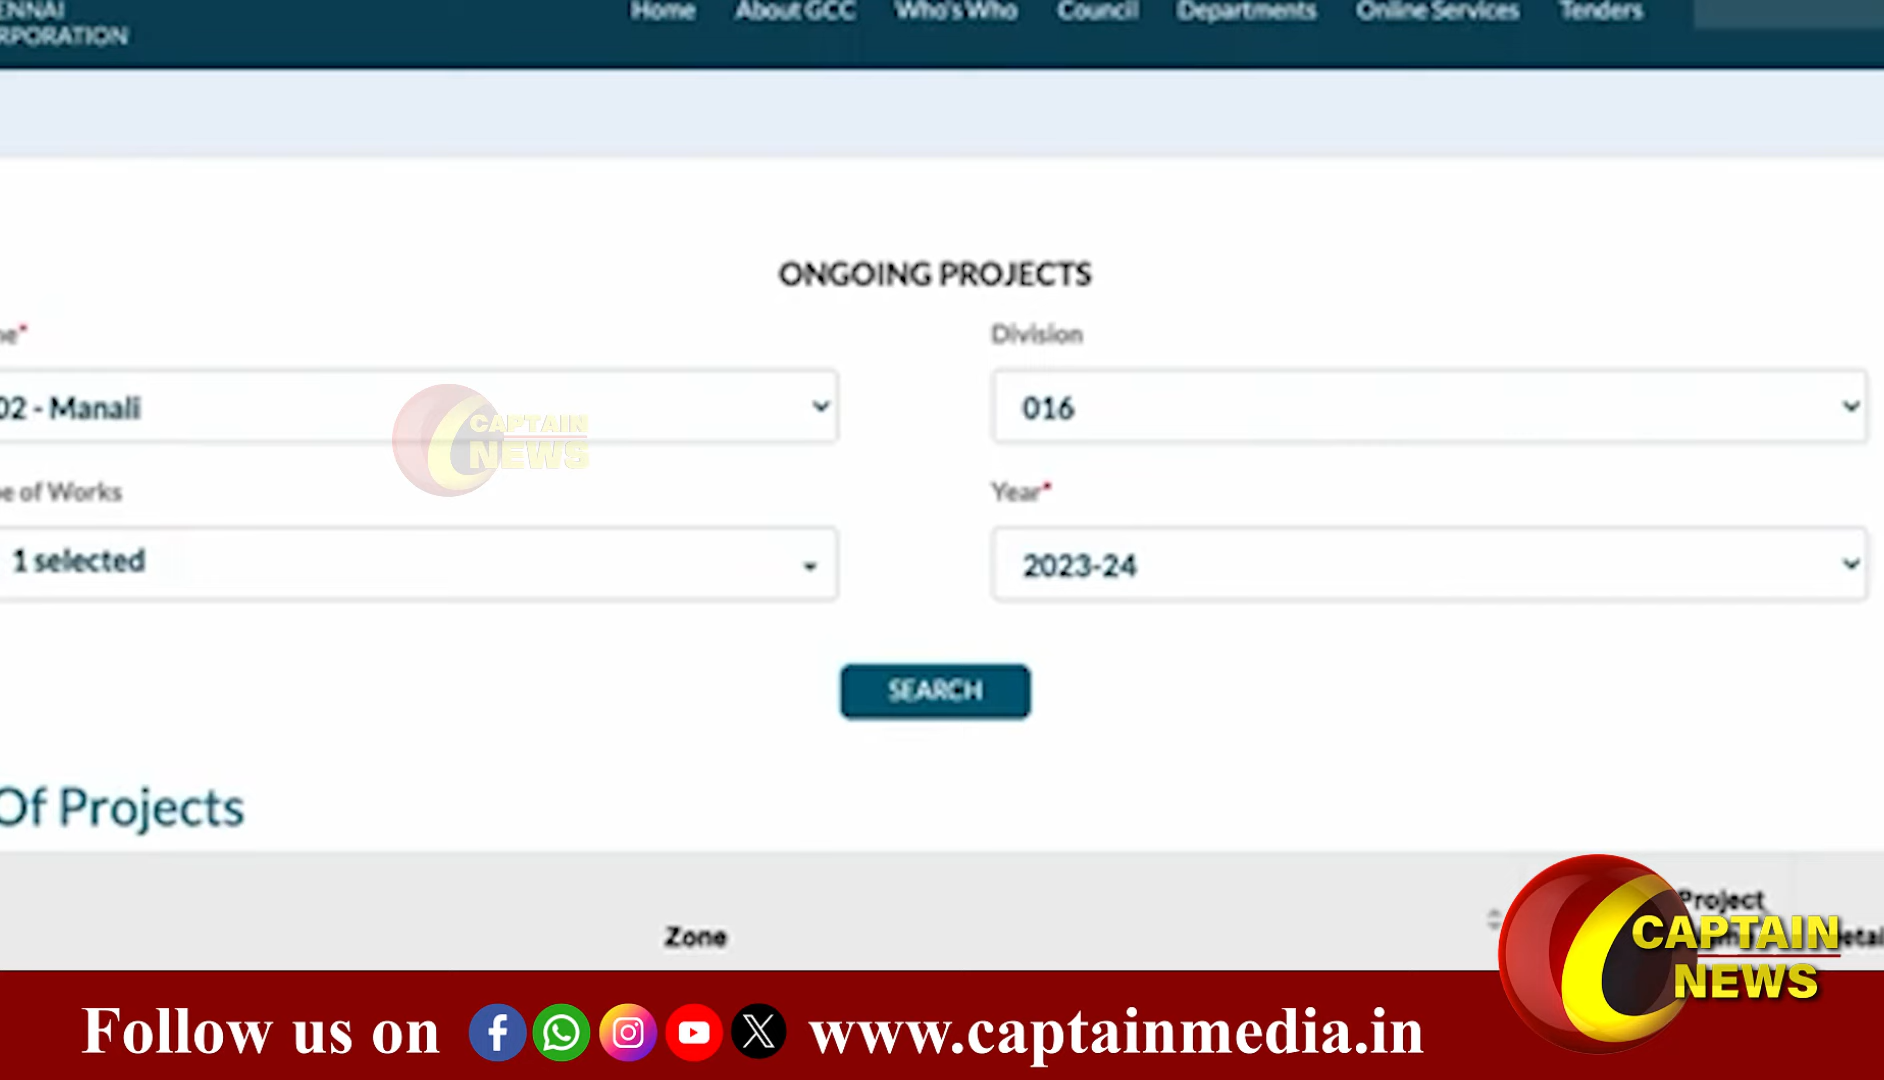 ENNAI
RPORATION
Home About GCC Who's Who Council Departments Online Services Tenders
ONGOING PROJECTS
ne*
Division
02 - Manali
016
CAPTAIN
NEWS
e of Works
Year*
1 selected
2023-24
SEARCH
Of Projects
Zone
Project
CAPTAIN
NEWS
Follow us on www.captainmedia.in